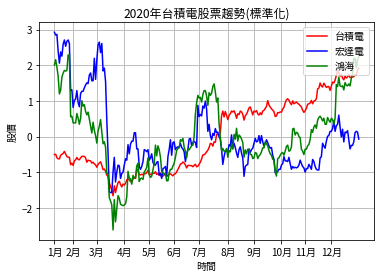 2020年台積電股票趨勢(標準化)
股價
3
2
1
0
−1
−2
台積電
宏達電
鴻海
1月 2月 3月 4月 5月 6月 7月 8月 9月 10月 11月 12月
時間